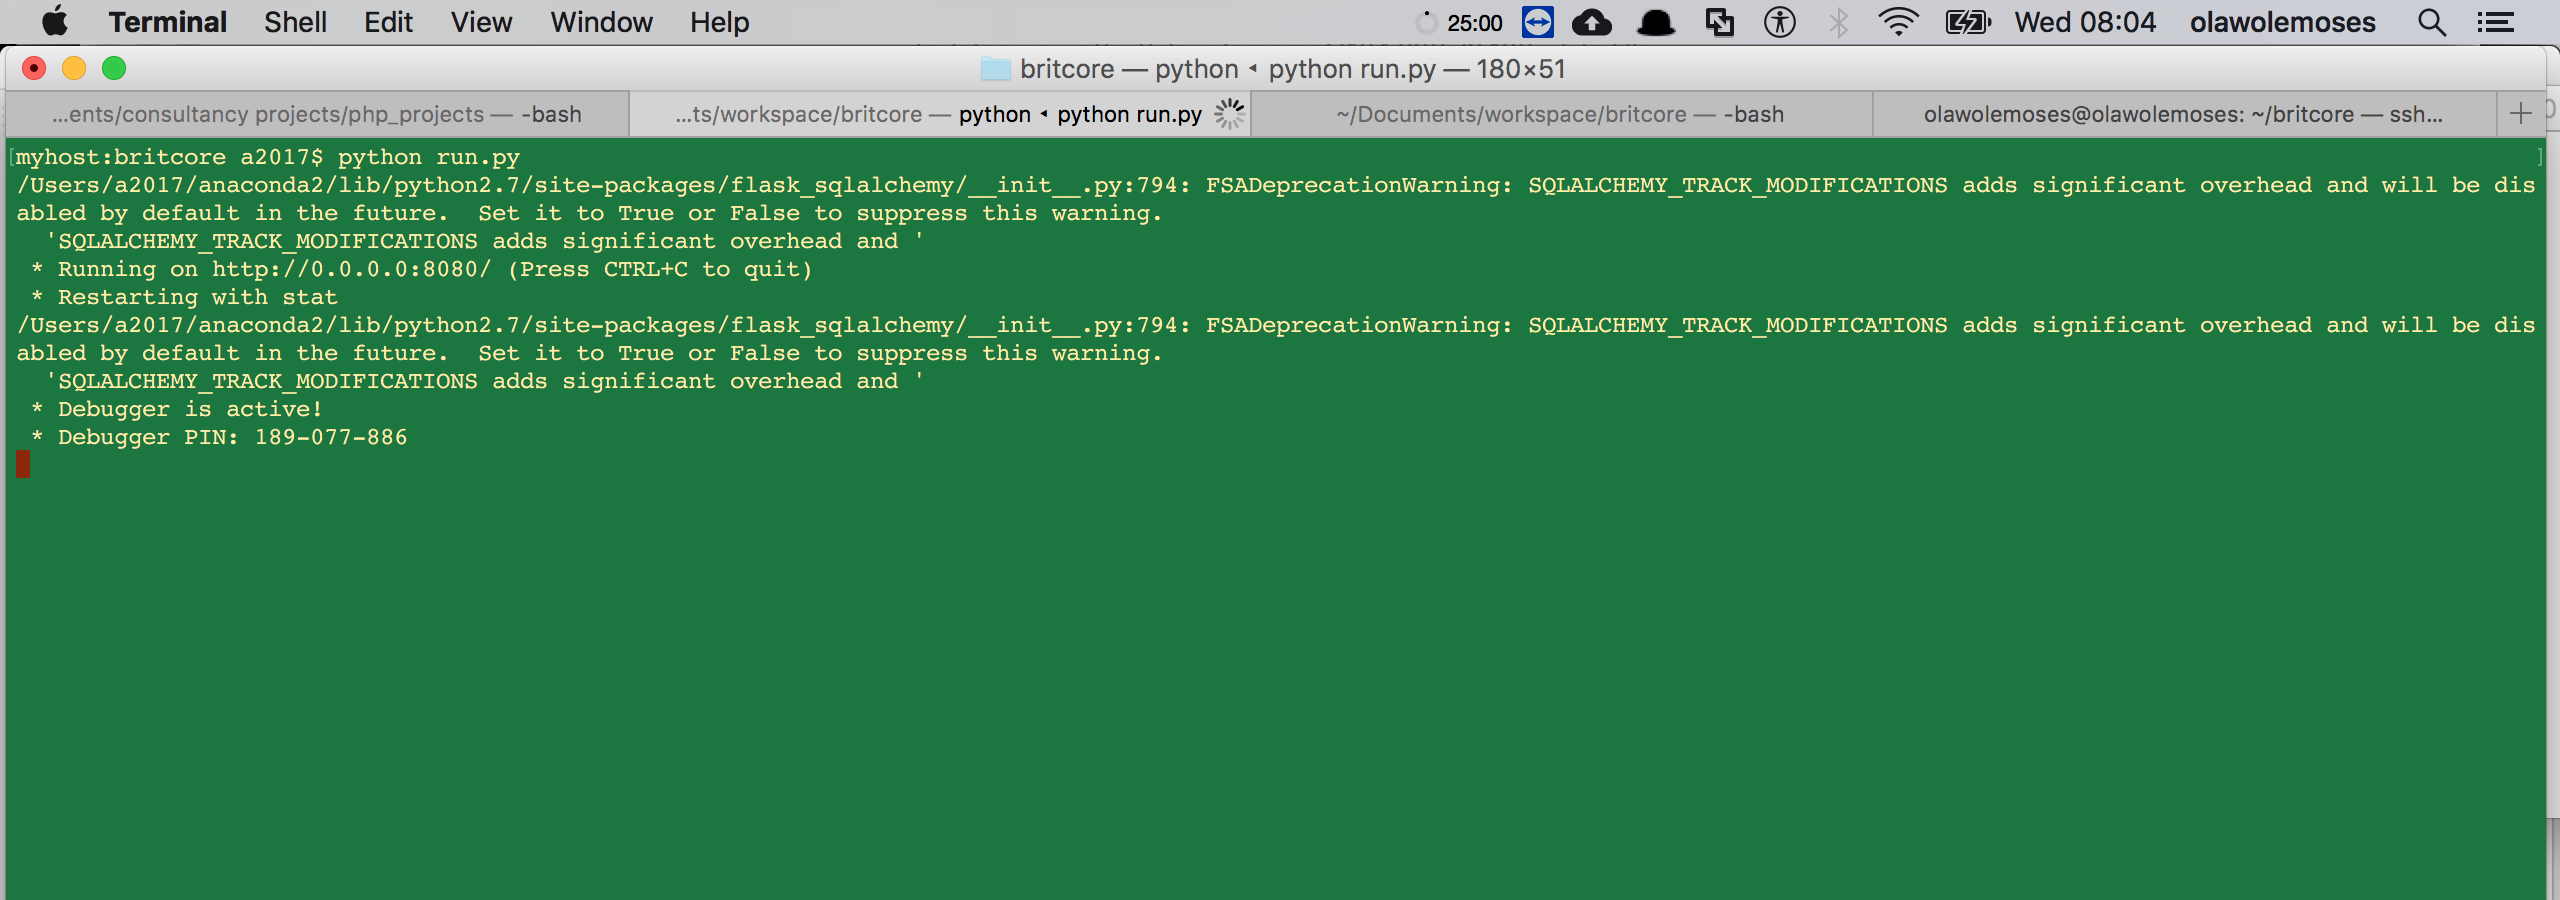 Terminal Shell Edit View Window Help 25:00 Wed 08:04 olawolemoses
britcore — python ◂ python run.py — 180×51
...ents/consultancy projects/php_projects — -bash
...ts/workspace/britcore — python ◂ python run.py
~/Documents/workspace/britcore — -bash
olawolemoses@olawolemoses: ~/britcore — ssh...
[myhost:britcore a2017$ python run.py ]
/Users/a2017/anaconda2/lib/python2.7/site-packages/flask_sqlalchemy/__init__.py:794: FSADeprecationWarning: SQLALCHEMY_TRACK_MODIFICATIONS adds significant overhead and will be dis
abled by default in the future.  Set it to True or False to suppress this warning.
  'SQLALCHEMY_TRACK_MODIFICATIONS adds significant overhead and '
 * Running on http://0.0.0.0:8080/ (Press CTRL+C to quit)
 * Restarting with stat
/Users/a2017/anaconda2/lib/python2.7/site-packages/flask_sqlalchemy/__init__.py:794: FSADeprecationWarning: SQLALCHEMY_TRACK_MODIFICATIONS adds significant overhead and will be dis
abled by default in the future.  Set it to True or False to suppress this warning.
  'SQLALCHEMY_TRACK_MODIFICATIONS adds significant overhead and '
 * Debugger is active!
 * Debugger PIN: 189-077-886